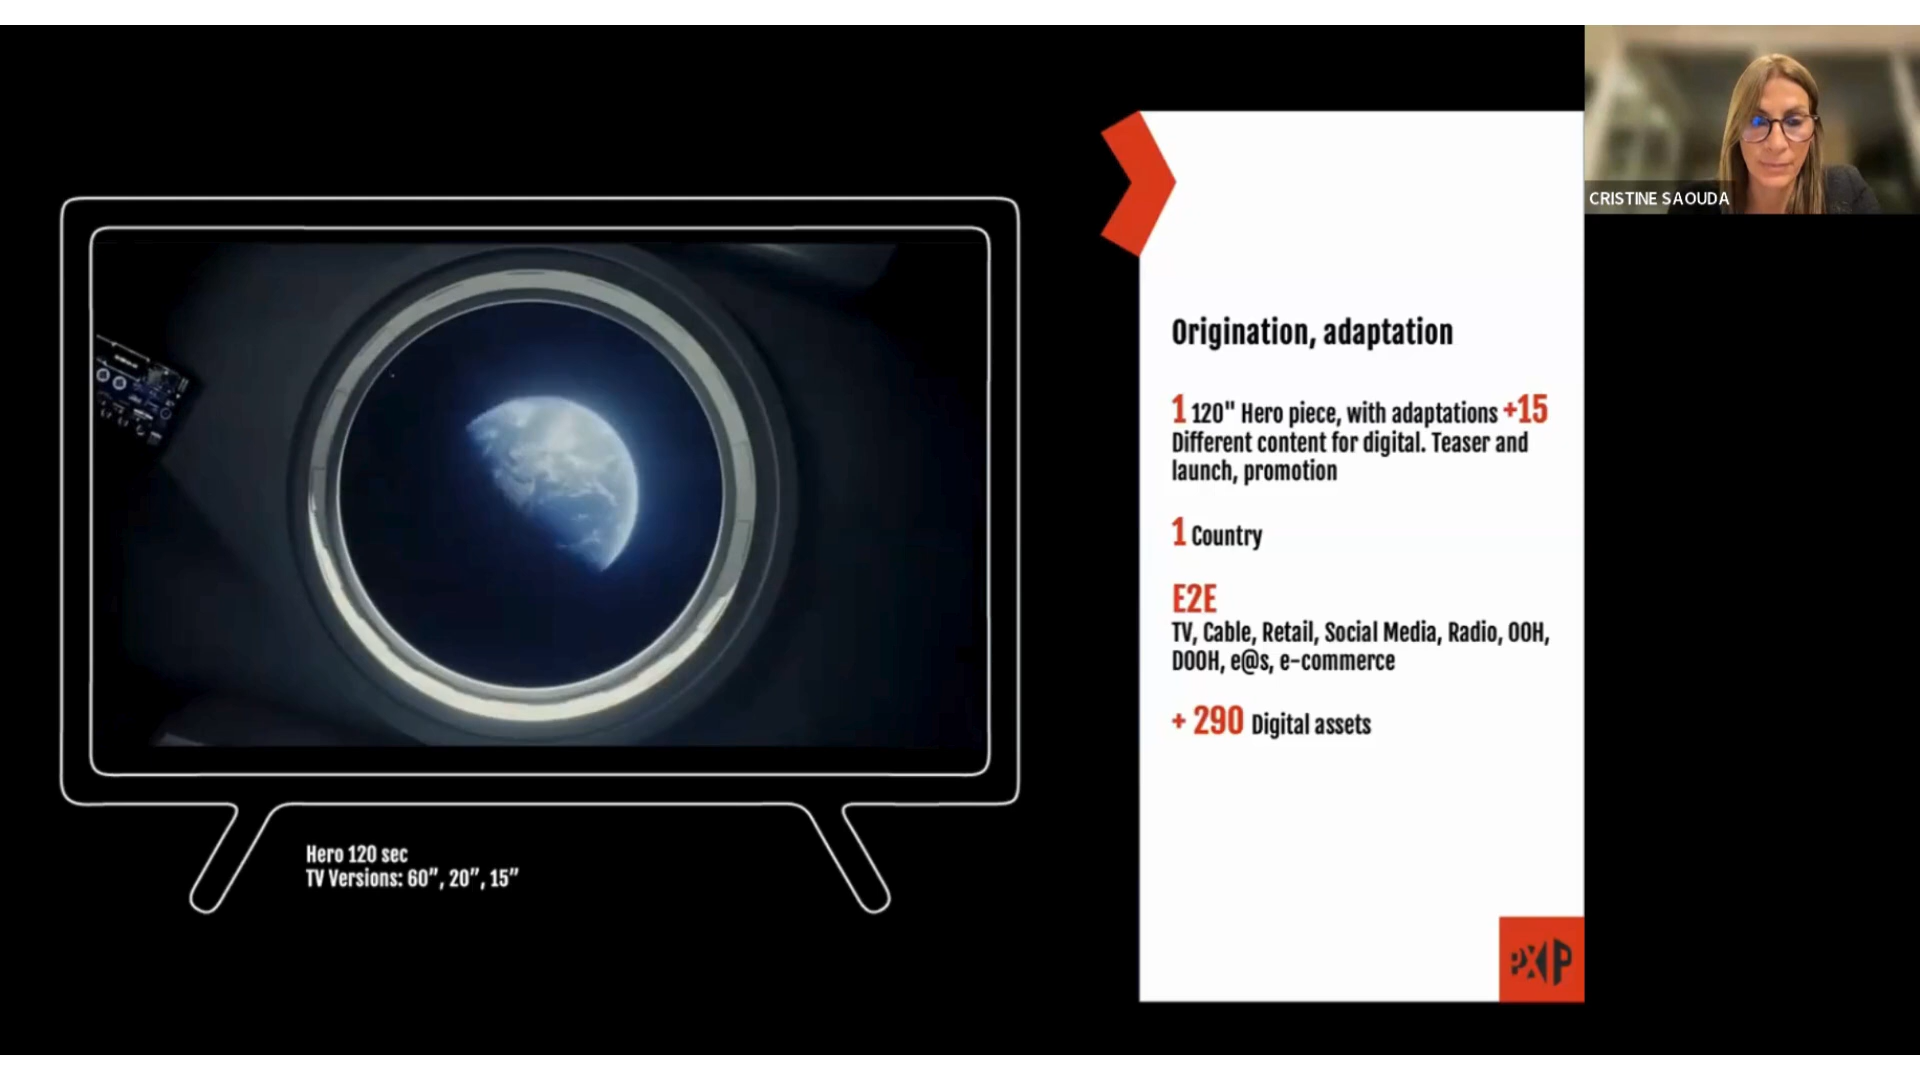 CRISTINE SAOUDA
Origination, adaptation
1 120" Hero piece, with adaptations +15
Different content for digital. Teaser and
launch, promotion
1 Country
E2E
TV, Cable, Retail, Social Media, Radio, OOH,
DOOH, e@s, e-commerce
+ 290 Digital assets
Hero 120 sec
TV Versions: 60”, 20”, 15”
PXP